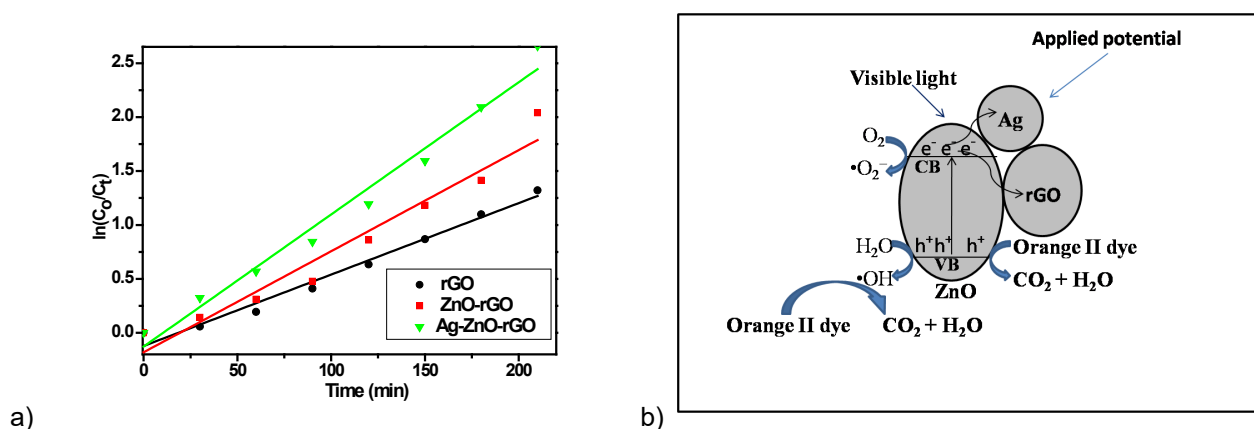 2.5
2.0
1.5
1.0
0.5
0.0
ln(C₀/Cₜ)
rGO
ZnO-rGO
Ag-ZnO-rGO
0 50 100 150 200
Time (min)
a)
Applied potential
Visible light
Ag
O₂
e⁻ e⁻ e⁻
CB
•O₂⁻
rGO
H₂O
h⁺h⁺ h⁺
Orange II dye
VB
•OH
ZnO
CO₂ + H₂O
Orange II dye
CO₂ + H₂O
b)